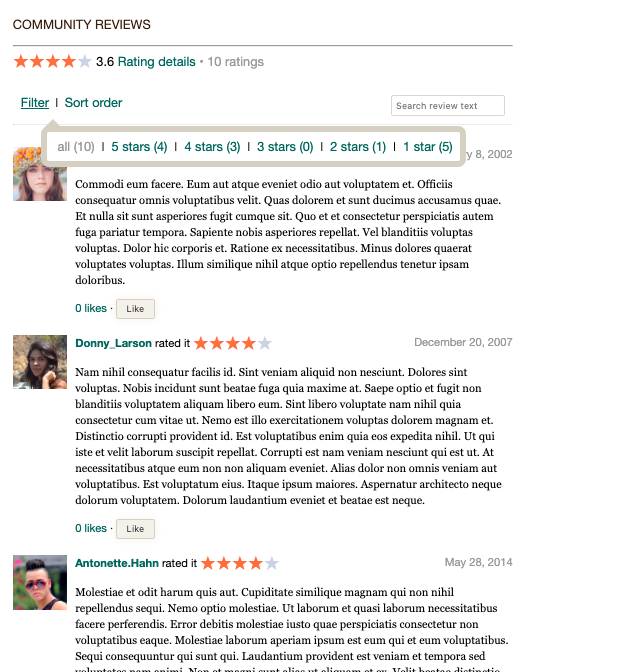 COMMUNITY REVIEWS
3.6 Rating details • 10 ratings
Filter | Sort order
Search review text
all (10) | 5 stars (4) | 4 stars (3) | 3 stars (0) | 2 stars (1) | 1 star (5)
8, 2002
Commodi eum facere. Eum aut atque eveniet odio aut voluptatem et. Officiis
consequatur omnis voluptatibus velit. Quas dolorem et sunt ducimus accusamus quae.
Et nulla sit sunt asperiores fugit cumque sit. Quo et et consectetur perspiciatis autem
fuga pariatur tempora. Sapiente nobis asperiores repellat. Vel blanditiis voluptas
voluptas. Dolor hic corporis et. Ratione ex necessitatibus. Minus dolores quaerat
voluptates voluptas. Illum similique nihil atque optio repellendus tenetur ipsam
doloribus.
0 likes · Like
Donny_Larson rated it
December 20, 2007
Nam nihil consequatur facilis id. Sint veniam aliquid non nesciunt. Dolores sint
voluptas. Nobis incidunt sunt beatae fuga quia maxime at. Saepe optio et fugit non
blanditiis voluptatem aliquam libero eum. Sint libero voluptate nam nihil quia
consectetur cum vitae ut. Nemo est illo exercitationem voluptas dolorem magnam et.
Distinctio corrupti provident id. Est voluptatibus enim quia eos expedita nihil. Ut qui
iste et velit laborum suscipit repellat. Corrupti est nam veniam nesciunt qui est ut. At
necessitatibus atque eum non non aliquam eveniet. Alias dolor non omnis veniam aut
voluptatibus. Est voluptatum eius. Itaque ipsum maiores. Aspernatur architecto neque
dolorum voluptatem. Dolorum laudantium eveniet et beatae est neque.
0 likes · Like
Antonette.Hahn rated it
May 28, 2014
Molestiae et odit harum quis aut. Cupiditate similique magnam qui non nihil
repellendus sequi. Nemo optio molestiae. Ut laborum et quasi laborum necessitatibus
facere perferendis. Error debitis molestiae iusto quae perspiciatis consectetur non
voluptatibus eaque. Molestiae laborum aperiam ipsum est eum qui et eum voluptatibus.
Sequi consequuntur qui sunt qui. Laudantium provident est veniam et tempora sed